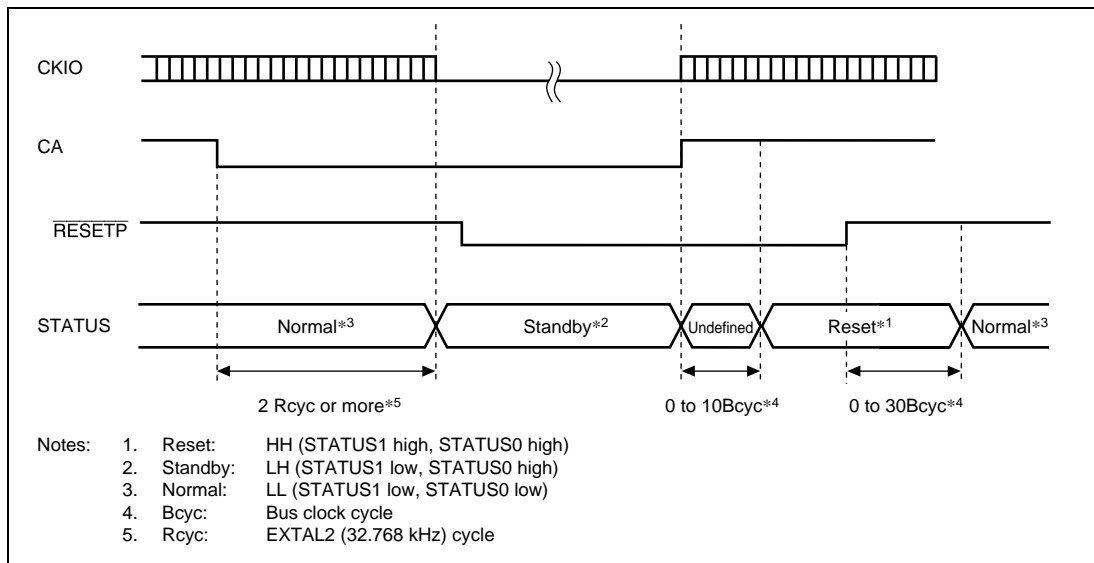 CKIO
CA
RESETP
STATUS
Normal*3
Standby*2
Undefined
Reset*1
Normal*3
2 Rcyc or more*5
0 to 10Bcyc*4
0 to 30Bcyc*4
Notes: 1. Reset: HH (STATUS1 high, STATUS0 high)
2. Standby: LH (STATUS1 low, STATUS0 high)
3. Normal: LL (STATUS1 low, STATUS0 low)
4. Bcyc: Bus clock cycle
5. Rcyc: EXTAL2 (32.768 kHz) cycle